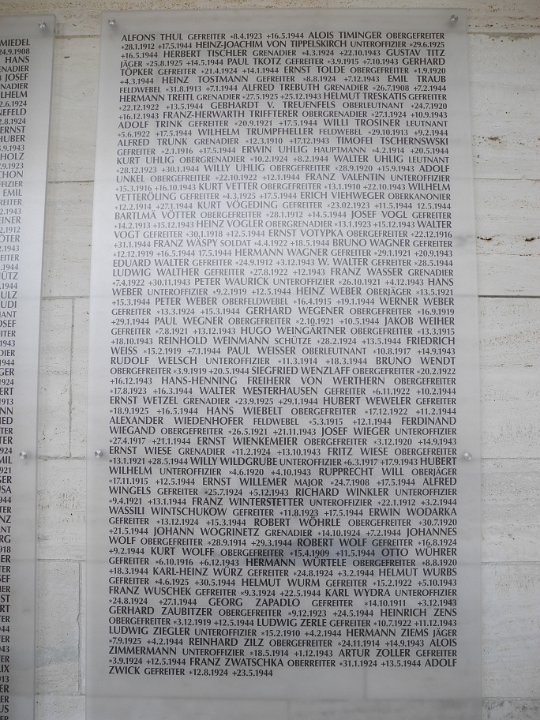 ALFONS THUL GEFREITER *8.4.1923 +16.5.1944 ALOIS TIMINGER OBERGEFREITER
*28.1.1912 +17.5.1944 HEINZ-JOACHIM VON TIPPELSKIRCH UNTEROFFIZIER *29.6.1925
+16.5.1944 HERBERT TISCHLER GRENADIER *4.3.1924 +22.10.1943 GUSTAV TITZ
JÄGER *25.8.1925 +14.5.1944 PAUL TKOTZ GEFREITER *3.9.1915 +7.10.1943 GERHARD
TÖPKER GEFREITER *21.4.1924 +14.1.1944 ERNST TOLDE OBERGEFREITER *1.9.1920
+4.3.1944 HEINZ TOSTMANN GEFREITER *8.8.1924 +7.12.1943 EMIL TRAUB
FELDWEBEL *31.8.1913 +7.1.1944 ALFRED TREBUTH GRENADIER *26.7.1908 +7.2.1944
HERMANN TREITL GRENADIER *27.5.1925 +25.12.1943 HELMUT TRESKATIS GEFREITER
*22.12.1922 +13.5.1944 GEBHARDT V. TREUENFELS OBERLEUTNANT *24.7.1920
+16.12.1943 FRANZ-HERWARTH TRIFFTERER OBERGRENADIER *27.1.1924 +10.9.1943
ADOLF TRINK GEFREITER *20.9.1921 +17.5.1944 WILLI TROSINER LEUTNANT
*5.6.1922 +17.5.1944 WILHELM TRUMPFHELLER FELDWEBEL *29.10.1913 +9.2.1944
ALFRED TRUNK GRENADIER *12.3.1910 +17.12.1943 TIMOFEI TSCHERNSWSKI
GEFREITER *2.3.1916 +17.5.1944 ERWIN UHLIG HAUPTMANN *4.2.1914 +20.5.1944
KURT UHLIG OBERGRENADIER *10.2.1924 +8.2.1944 WALTER UHLIG LEUTNANT
*28.12.1923 +30.1.1944 WILLY UHLIG OBERGEFREITER *28.9.1920 +15.9.1943 ADOLF
UNKEL OBERGEFREITER *22.10.1922 +12.1.1944 FRANZ VALENTIN UNTEROFFIZIER
*15.3.1916 +16.10.1943 KURT VETTER OBERGEFREITER *13.1.1910 +22.10.1943 WILHELM
VETTERÖLING GEFREITER *4.3.1925 +17.5.1944 ERICH VIEHWEGER OBERKANONIER
*12.2.1914 +27.1.1944 KURT VÖGEDING GEFREITER *23.02.1923 +11.5.1944 12.5.1944
BARTLMÄ VÖTTER OBERGEFREITER *28.1.1912 +14.5.1944 JOSEF VOGL GEFREITER
*14.2.1913 +15.12.1943 HEINZ VOGLER OBERGRENADIER *13.1.1923 +15.12.1943 WALTER
VOGT GEFREITER *30.1.1918 +12.5.1944 ERNST VOTYPKA OBERGEFREITER *22.12.1916
+31.1.1944 FRANZ WÄSPY SOLDAT *4.4.1922 +18.5.1944 BRUNO WAGNER GEFREITER
*12.12.1919 +16.5.1944 17.5.1944 HERMANN WAGNER GEFREITER *29.1.1921 +20.9.1943
EDUARD WALTER GEFREITER *24.9.1912 +3.12.1943 W. WALTER GEFREITER *28.5.1944
LUDWIG WALTHER GEFREITER *27.8.1922 +12.1943 FRANZ WASSER GRENADIER
*7.4.1922 +30.11.1943 PETER WAURICK UNTEROFFIZIER *26.10.1921 +4.12.1943 HANS
WEBER UNTEROFFIZIER *9.2.1919 +12.5.1944 HEINZ WEBER OBERJÄGER *13.5.1921
+15.3.1944 PETER WEBER OBERFELDWEBEL *16.4.1915 +19.1.1944 WERNER WEBER
GEFREITER *13.3.1924 +15.3.1944 GERHARD WEGENER OBERGEFREITER *16.9.1919
+29.1.1944 PAUL WEGNER OBERGEFREITER *2.10.1921 +10.5.1944 JAKOB WEIHER
GEFREITER *7.8.1921 +13.12.1943 HUGO WEINGARTNER OBERGEFREITER *13.3.1915
+18.10.1943 REINHOLD WEINMANN SCHÜTZE *28.2.1924 +13.5.1944 FRIEDRICH
WEISS *15.2.1919 +7.1.1944 PAUL WEISSER OBERLEUTNANT *10.8.1917 +14.9.1943
RUDOLF WELSCH UNTEROFFIZIER *11.3.1914 +18.3.1944 BRUNO WENDT
OBERGEFREITER *3.9.1919 +20.5.1944 SIEGFRIED WENZLAFF OBERGEFREITER *20.2.1922
+16.12.1943 HANS-HENNING FREIHERR VON WERTHERN OBERGEFREITER
*17.8.1923 +16.3.1944 WALTER WESTERHAUSEN GEFREITER *6.11.1922 +10.2.1944
ERNST WETZEL GRENADIER *23.9.1925 +29.1.1944 HUBERT WEWELER GEFREITER
*18.9.1925 +16.5.1944 HANS WIEBELT OBERGEFREITER *17.12.1922 +11.2.1944
ALEXANDER WIEDENHOFER FELDWEBEL *5.3.1915 +12.1.1944 FERDINAND
WIEGAND OBERGEFREITER *26.5.1921 +21.11.1943 JOSEF WIEGER UNTEROFFIZIER
*27.4.1917 +21.1.1944 ERNST WIENKEMEIER OBERGEFREITER *3.12.1920 +14.9.1943
ERNST WIESE GRENADIER *11.2.1924 +13.10.1943 FRITZ WIESE OBERGEFREITER
*13.1.1921 +28.5.1944 WILLY WILDGRUBE UNTEROFFIZIER *6.3.1917 +17.9.1943 HUBERT
WILHELM UNTEROFFIZIER *4.6.1920 +4.10.1943 RUPPRECHT WILL OBERJÄGER
*17.11.1915 +12.5.1944 ERNST WILLEMER MAJOR *24.7.1908 +17.5.1944 ALFRED
WINGELS GEFREITER *25.7.1924 +5.12.1943 RICHARD WINKLER UNTEROFFIZIER
*9.4.1921 +13.1.1944 FRANZ WINTERSTETTER UNTEROFFIZIER *22.1.1912 +3.2.1944
WASSILI WINTSCHUKOW GEFREITER *11.8.1923 +17.5.1944 ERWIN WODARKA
GEFREITER *13.12.1924 +15.3.1944 ROBERT WÖHRLE OBERGEFREITER *30.7.1920
+21.5.1944 JOHANN WOGRINETZ GRENADIER *14.10.1924 +7.2.1944 JOHANNES
WOLF OBERGEFREITER *28.9.1914 +29.3.1944 ROBERT WOLF GEFREITER *16.8.1924
+9.2.1944 KURT WOLFF OBERGEFREITER *15.4.1909 +11.5.1944 OTTO WÜHRER
GEFREITER *6.10.1916 +6.12.1943 HERMANN WÜRTELE OBERGEFREITER *8.8.1920
+18.3.1944 KARL-HEINZ WÜRZ GEFREITER *24.8.1924 +3.2.1944 HELMUT WURBS
GEFREITER *4.6.1925 +30.5.1944 HELMUT WURM GEFREITER *15.2.1922 +5.10.1943
FRANZ WUSCHEK GEFREITER *9.3.1924 +22.5.1944 KARL WYDRA UNTEROFFIZIER
*24.8.1924 +27.1.1944 GEORG ZAPADLO GEFREITER *14.10.1911 +3.12.1943
GERHARD ZAUBITZER OBERGEFREITER *9.12.1923 +24.5.1944 HEINRICH ZENS
OBERGEFREITER *3.12.1919 +12.5.1944 LUDWIG ZERLE GEFREITER *10.7.1922 +11.12.1943
LUDWIG ZIEGLER UNTEROFFIZIER *15.2.1910 +4.2.1944 HERMANN ZIEMS JÄGER
*7.9.1925 +4.2.1944 REINHARD ZILZ OBERGEFREITER *24.11.1914 +14.9.1943 ALOIS
ZIMMERMANN UNTEROFFIZIER *18.5.1914 +1.12.1943 ARTUR ZOLLER GEFREITER
*3.9.1924 +12.5.1944 FRANZ ZWATSCHKA OBERREITER *31.1.1924 +13.5.1944 ADOLF
ZWICK GEFREITER *12.8.1924 +23.5.1944